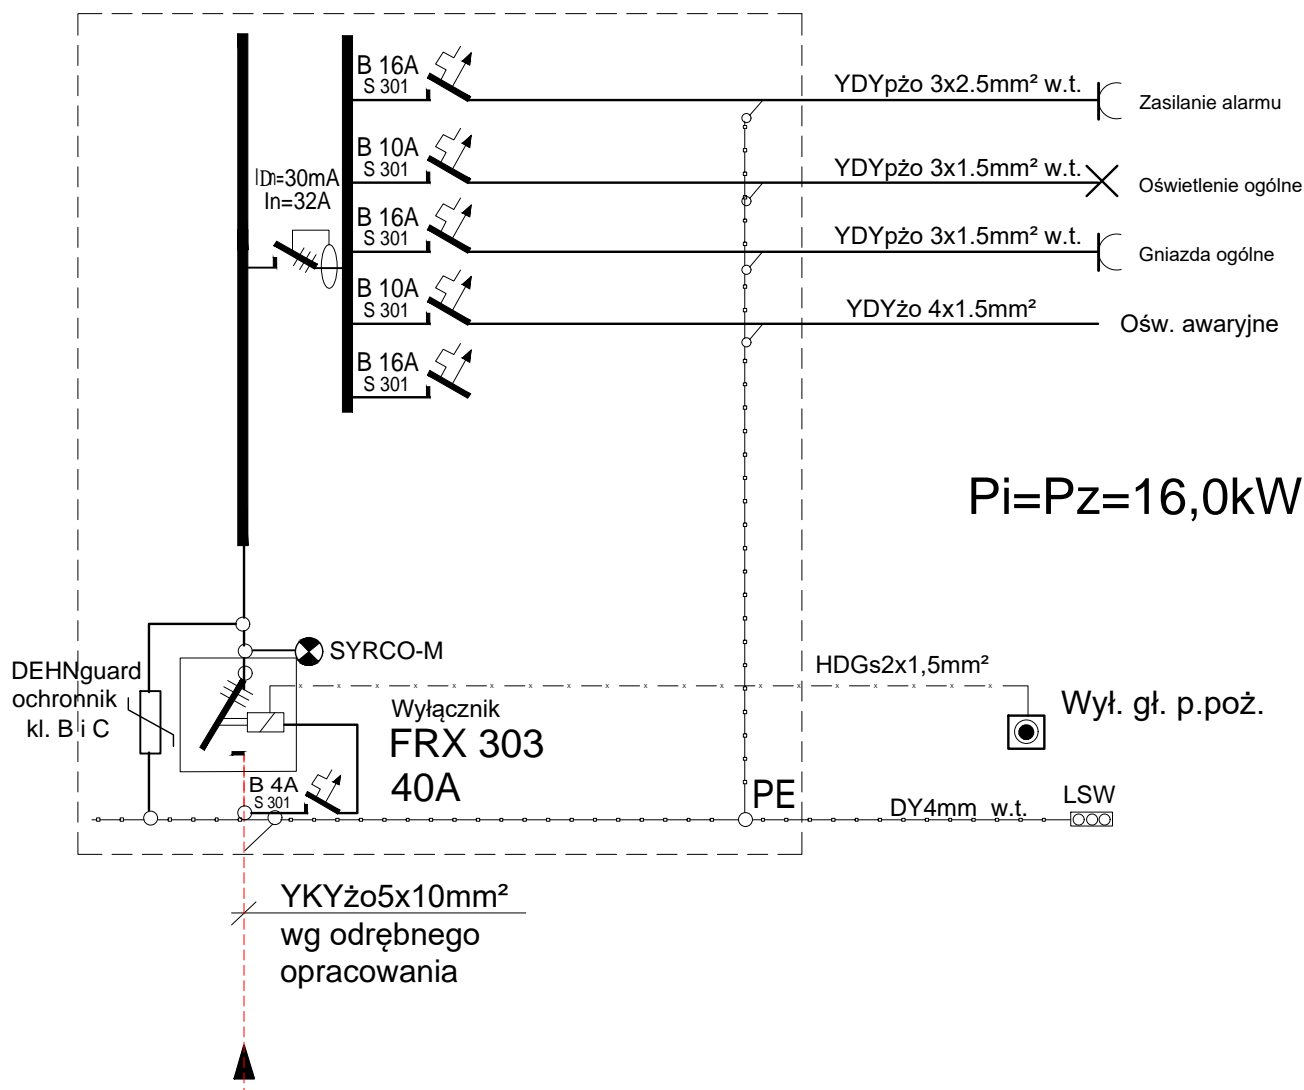 B 16A
S 301
YDYpżo 3x2.5mm² w.t.
Zasilanie alarmu
B 10A
S 301
YDYpżo 3x1.5mm² w.t.
Oświetlenie ogólne
IDn=30mA
In=32A
B 16A
S 301
YDYpżo 3x1.5mm² w.t.
Gniazda ogólne
B 10A
S 301
YDYżo 4x1.5mm²
Ośw. awaryjne
B 16A
S 301
Pi=Pz=16,0kW
SYRCO-M
DEHNguard
ochronnik
kl. B i C
HDGs2x1,5mm²
Wył. gł. p.poż.
Wyłącznik
FRX 303
40A
B 4A
S 301
PE
DY4mm w.t.
LSW
YKYżo5x10mm²
wg odrębnego
opracowania